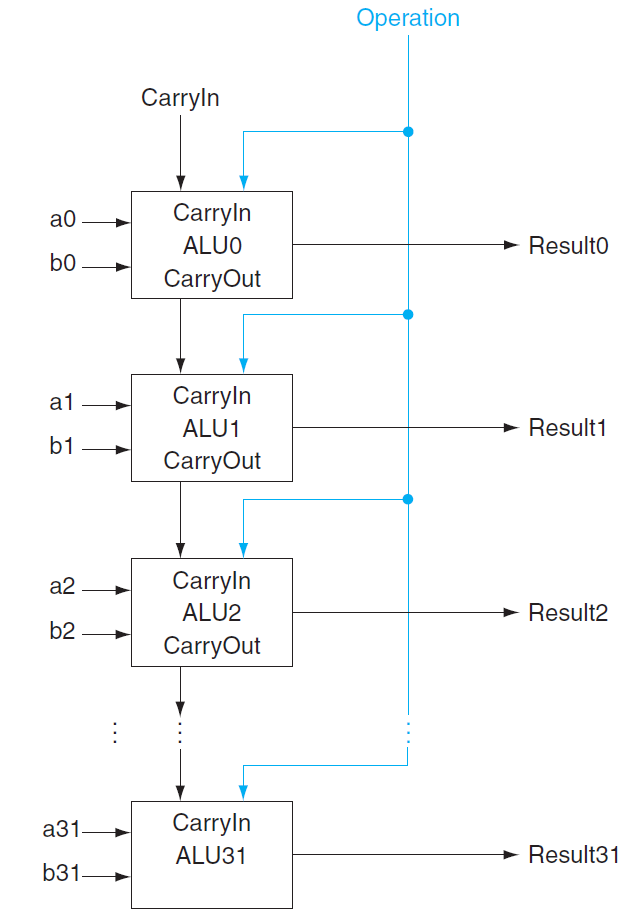 Operation
CarryIn
a0
b0
CarryIn
ALU0
CarryOut
Result0
a1
b1
CarryIn
ALU1
CarryOut
Result1
a2
b2
CarryIn
ALU2
CarryOut
Result2
a31
b31
CarryIn
ALU31
Result31